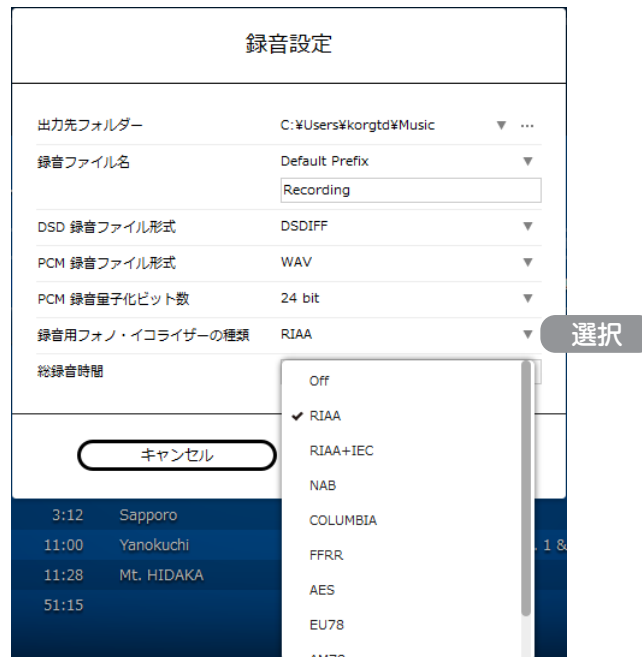 録音設定
出力先フォルダー C:¥Users¥korgtd¥Music ▼ …
録音ファイル名 Default Prefix ▼
Recording
DSD 録音ファイル形式 DSDIFF ▼
PCM 録音ファイル形式 WAV ▼
PCM 録音量子化ビット数 24 bit ▼
録音用フォノ・イコライザーの種類 RIAA ▼ 選択
総録音時間
Off
✔ RIAA
RIAA+IEC
キャンセル
NAB
3:12 Sapporo COLUMBIA
11:00 Yanokuchi . 1 &
FFRR
11:28 Mt. HIDAKA AES
51:15
EU78